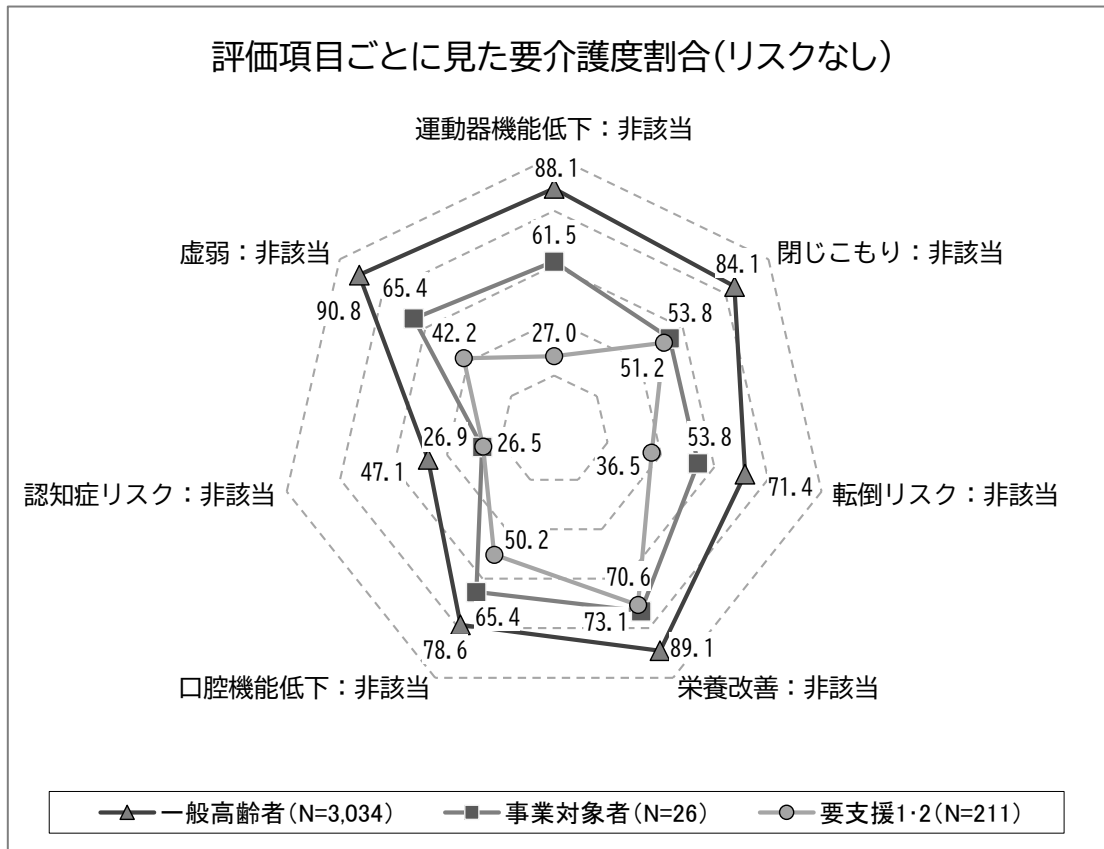 評価項目ごとに見た要介護度割合(リスクなし)
運動器機能低下：非該当
88.1
61.5
27.0
閉じこもり：非該当
84.1
53.8
51.2
転倒リスク：非該当
71.4
53.8
36.5
栄養改善：非該当
89.1
73.1
70.6
口腔機能低下：非該当
78.6
65.4
50.2
認知症リスク：非該当
47.1
26.9
26.5
虚弱：非該当
90.8
65.4
42.2
一般高齢者(N=3,034)
事業対象者(N=26)
要支援1・2(N=211)